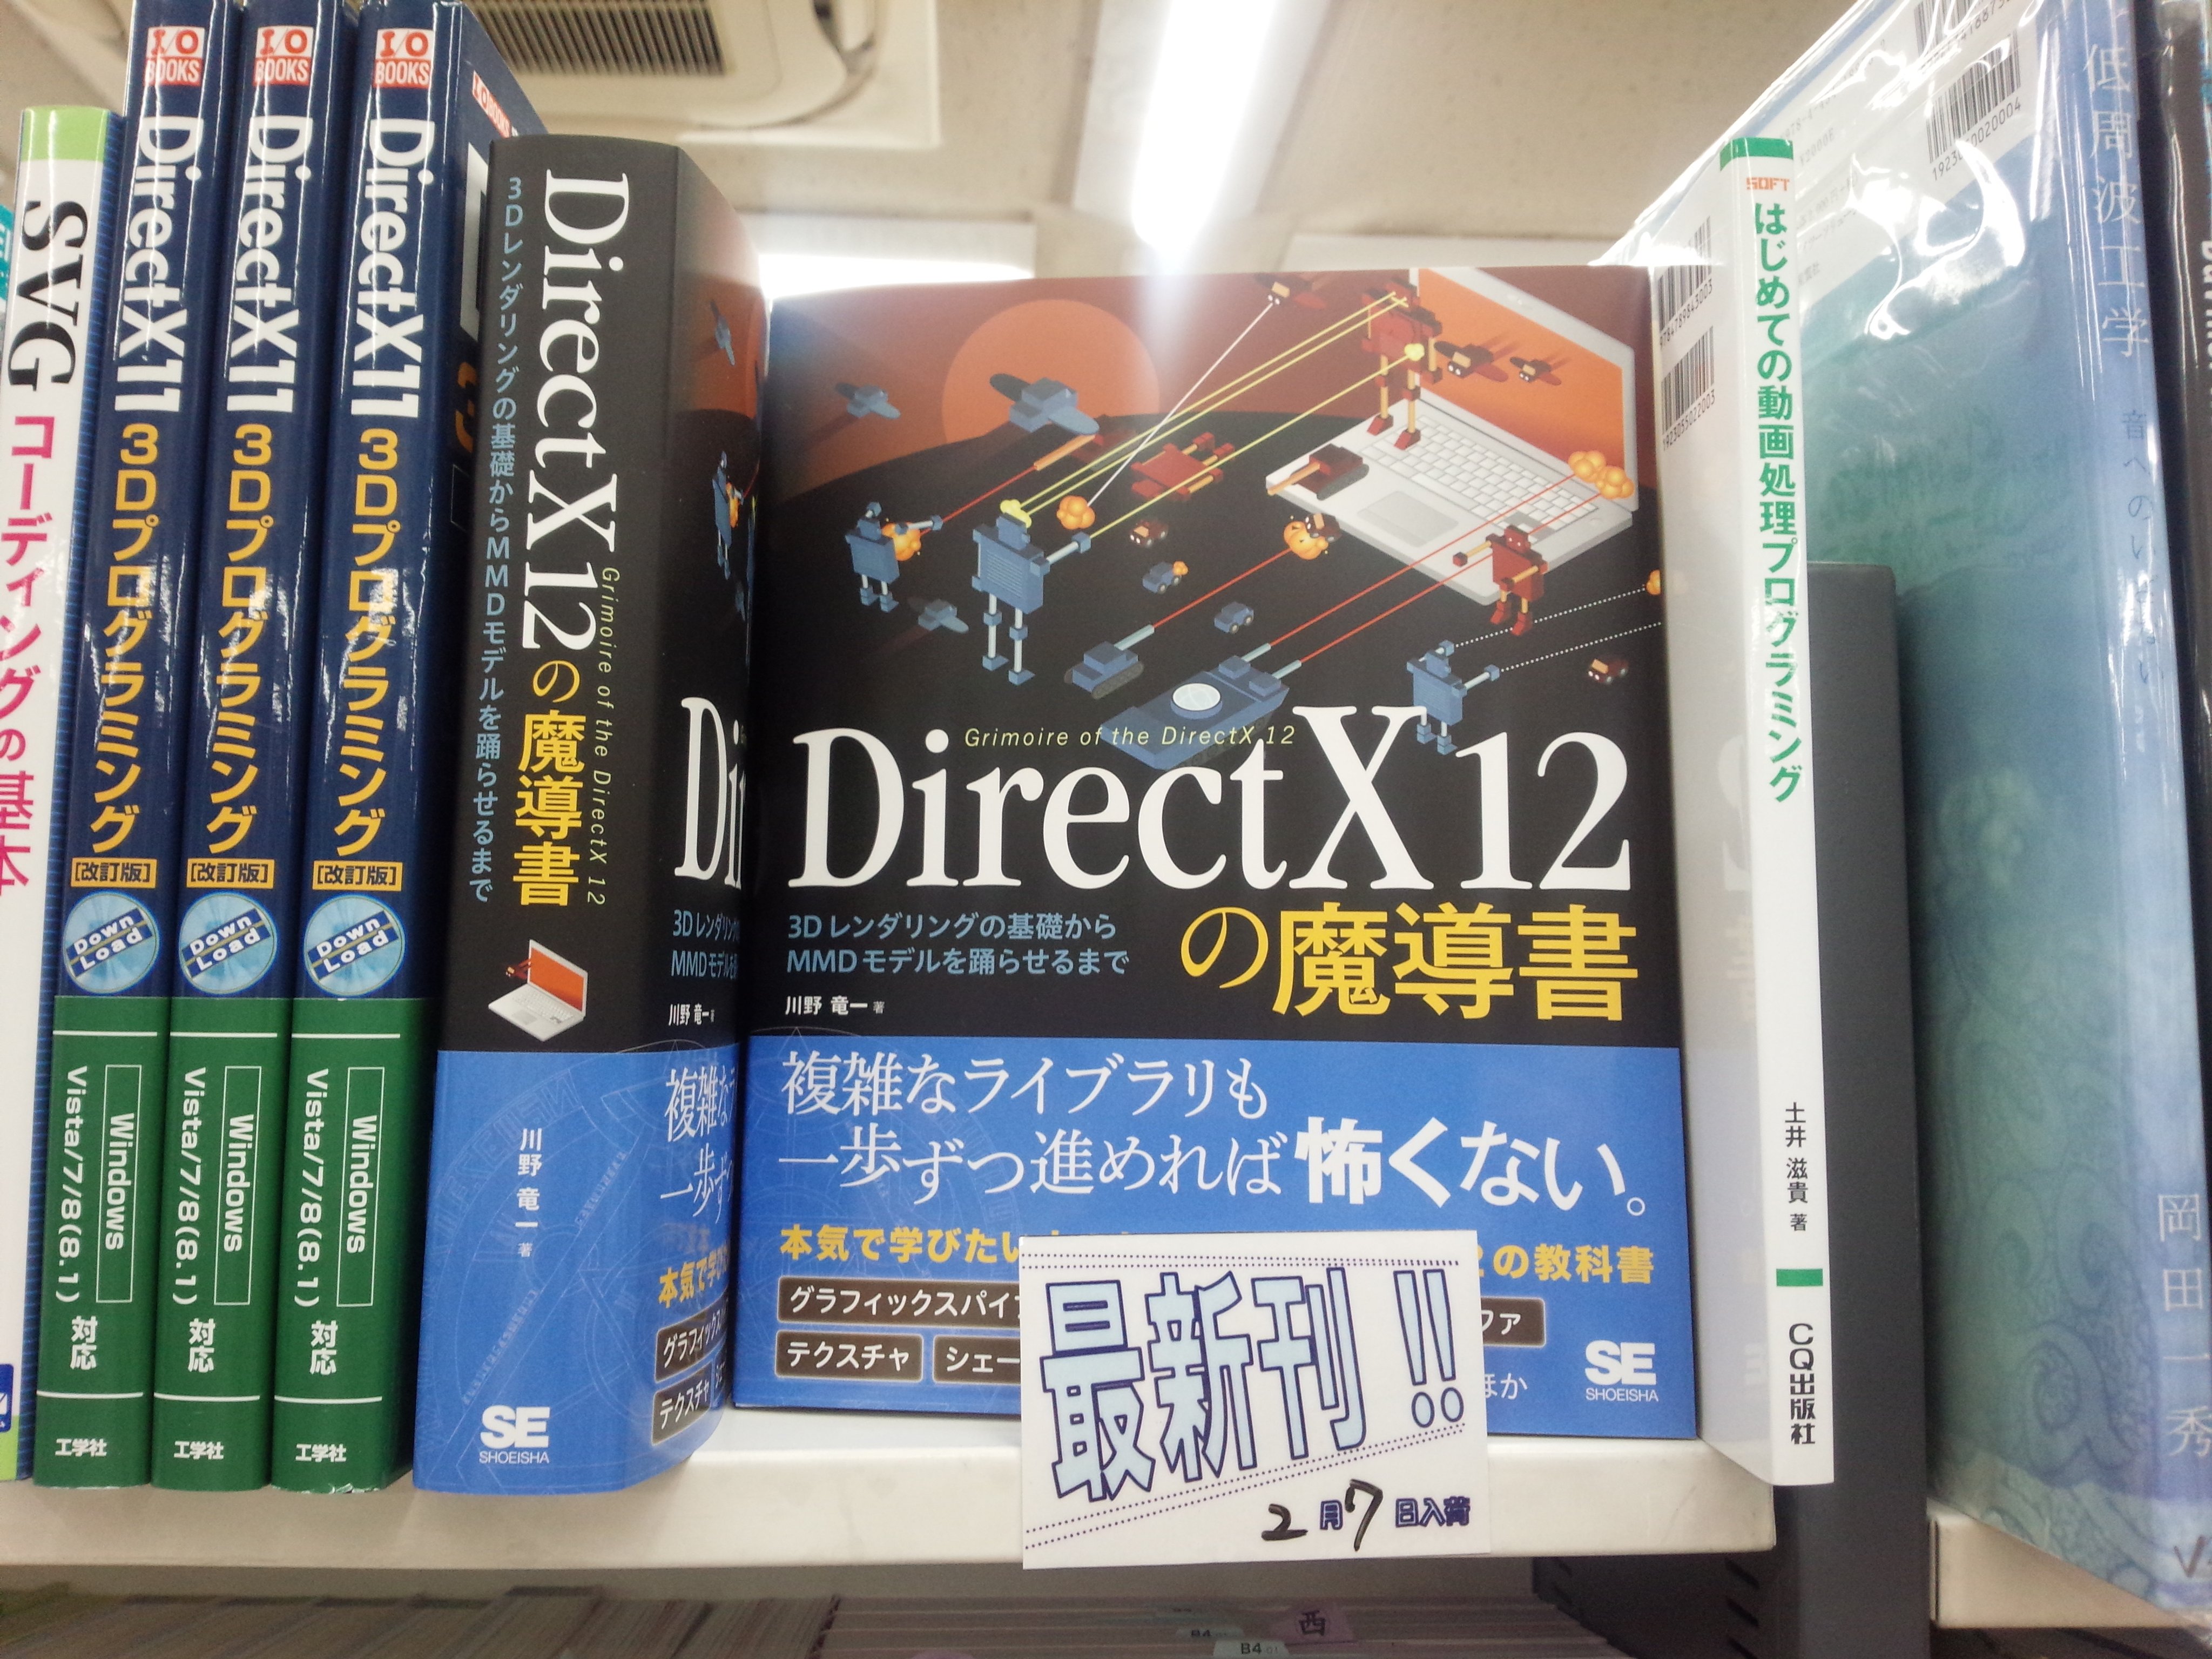 SVG コーディングの基本
I/O BOOKS
DirectX11 3Dプログラミング
[改訂版]
Down Load
Windows
Vista/7/8(8.1) 対応
工学社
I/O BOOKS
DirectX11 3Dプログラミング
[改訂版]
Down Load
Windows
Vista/7/8(8.1) 対応
工学社
I/O BOOKS
DirectX11 3Dプログラミング
[改訂版]
Down Load
Windows
Vista/7/8(8.1) 対応
工学社
DirectX 12の魔導書
Grimoire of the DirectX 12
3Dレンダリングの基礎からMMDモデルを踊らせるまで
川野 竜一 著
SE
SHOEISHA
Grimoire of the DirectX 12
DirectX 12
の魔導書
3Dレンダリングの基礎から
MMDモデルを踊らせるまで
川野 竜一 著
複雑なライブラリも
一歩ずつ進めれば怖くない。
本気で学びたい
の教科書
グラフィックスパイ
ファ
テクスチャ
シェー
ほか
SE
SHOEISHA
最新刊!!
2月7日入荷
SOFT
はじめての動画処理プログラミング
土井 滋貴 著
CQ出版社
9784789843003
1923055022003
低周波工学
岡田 一秀
西
B4
B4